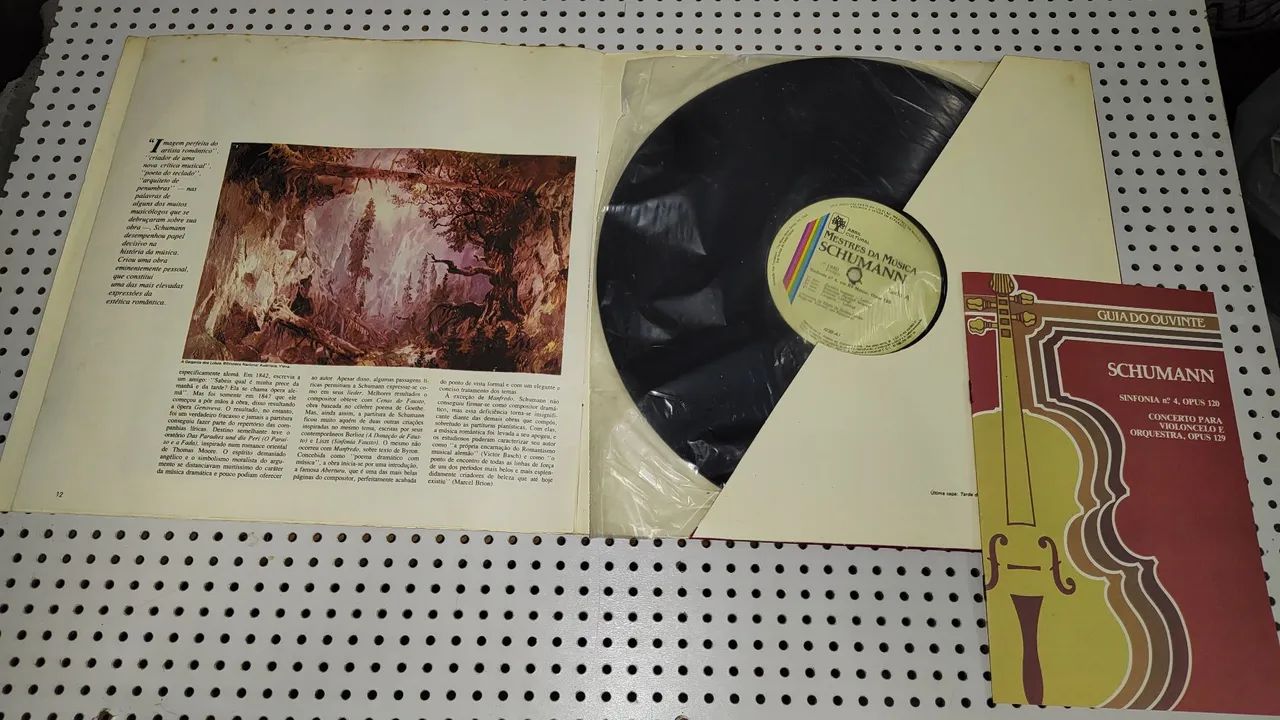 "Imagem perfeita do
artista romântico",
"criador de uma
nova crítica musical",
"poeta do teclado",
"arquiteto de
penumbras" — nas
palavras de
alguns dos muitos
musicólogos que se
debruçaram sobre sua
obra —, Schumann
desempenhou papel
decisivo na
história da música.
Criou uma obra
eminentemente pessoal,
que constitui
uma das mais elevadas
expressões da
estética romântica.
A Garganta dos Lobos, Biblioteca Nacional Austríaca, Viena.
especificamente alemã. Em 1842, escrevia a
um amigo: "Sabeis qual é minha prece da
manhã e da tarde? Ela se chama ópera ale-
mã." Mas foi somente em 1847 que ele
começou a pôr mãos à obra, disso resultando
a ópera Genoveva. O resultado, no entanto,
foi um verdadeiro fracasso e jamais a partitura
conseguiu fazer parte do repertório das com-
panhias líricas. Destino semelhante teve o
oratório Das Paradies und die Peri (O Paraí-
so e a Fada), inspirado num romance oriental
de Thomas Moore. O espírito demasiado
angélico e o simbolismo moralista do argu-
mento se distanciavam muitíssimo do caráter
da música dramática e pouco podiam oferecer
ao autor. Apesar disso, algumas passagens lí-
ricas permitiram a Schumann expressar-se co-
mo em seus lieder. Melhores resultados o
compositor obteve com Cenas do Fausto,
obra baseada no célebre poema de Goethe.
Mas, ainda assim, a partitura de Schumann
ficou muito aquém de duas outras criações
inspiradas no mesmo tema, escritas por seus
contemporâneos Berlioz (A Danação de Faus-
to) e Liszt (Sinfonia Fausto). O mesmo não
ocorreu com Manfredo, sobre texto de Byron.
Concebida como "poema dramático com
música", a obra inicia-se por uma introdução,
a famosa Abertura, que é uma das mais belas
páginas do compositor, perfeitamente acabada
do ponto de vista formal e com um elegante e
conciso tratamento dos temas.
À exceção de Manfredo, Schumann não
conseguiu firmar-se como compositor dramá-
tico, mas essa deficiência torna-se insignifi-
cante diante das demais obras que compôs,
sobretudo as partituras pianísticas. Com elas,
a música romântica foi levada a seu apogeu, e
os estudiosos puderam caracterizar seu autor
como "a própria encarnação do Romantismo
musical alemão" (Victor Basch) e como "o
ponto de encontro de todas as linhas de força
de um dos períodos mais belos e mais esplen-
didamente criadores de beleza que até hoje
existiu" (Marcel Brion).
12
ABRIL
CULTURAL
MESTRES DA MÚSICA
SCHUMANN
Última capa: Tarde d
GUIA DO OUVINTE
SCHUMANN
SINFONIA nº 4, OPUS 120
CONCERTO PARA
VIOLONCELO E
ORQUESTRA, OPUS 129